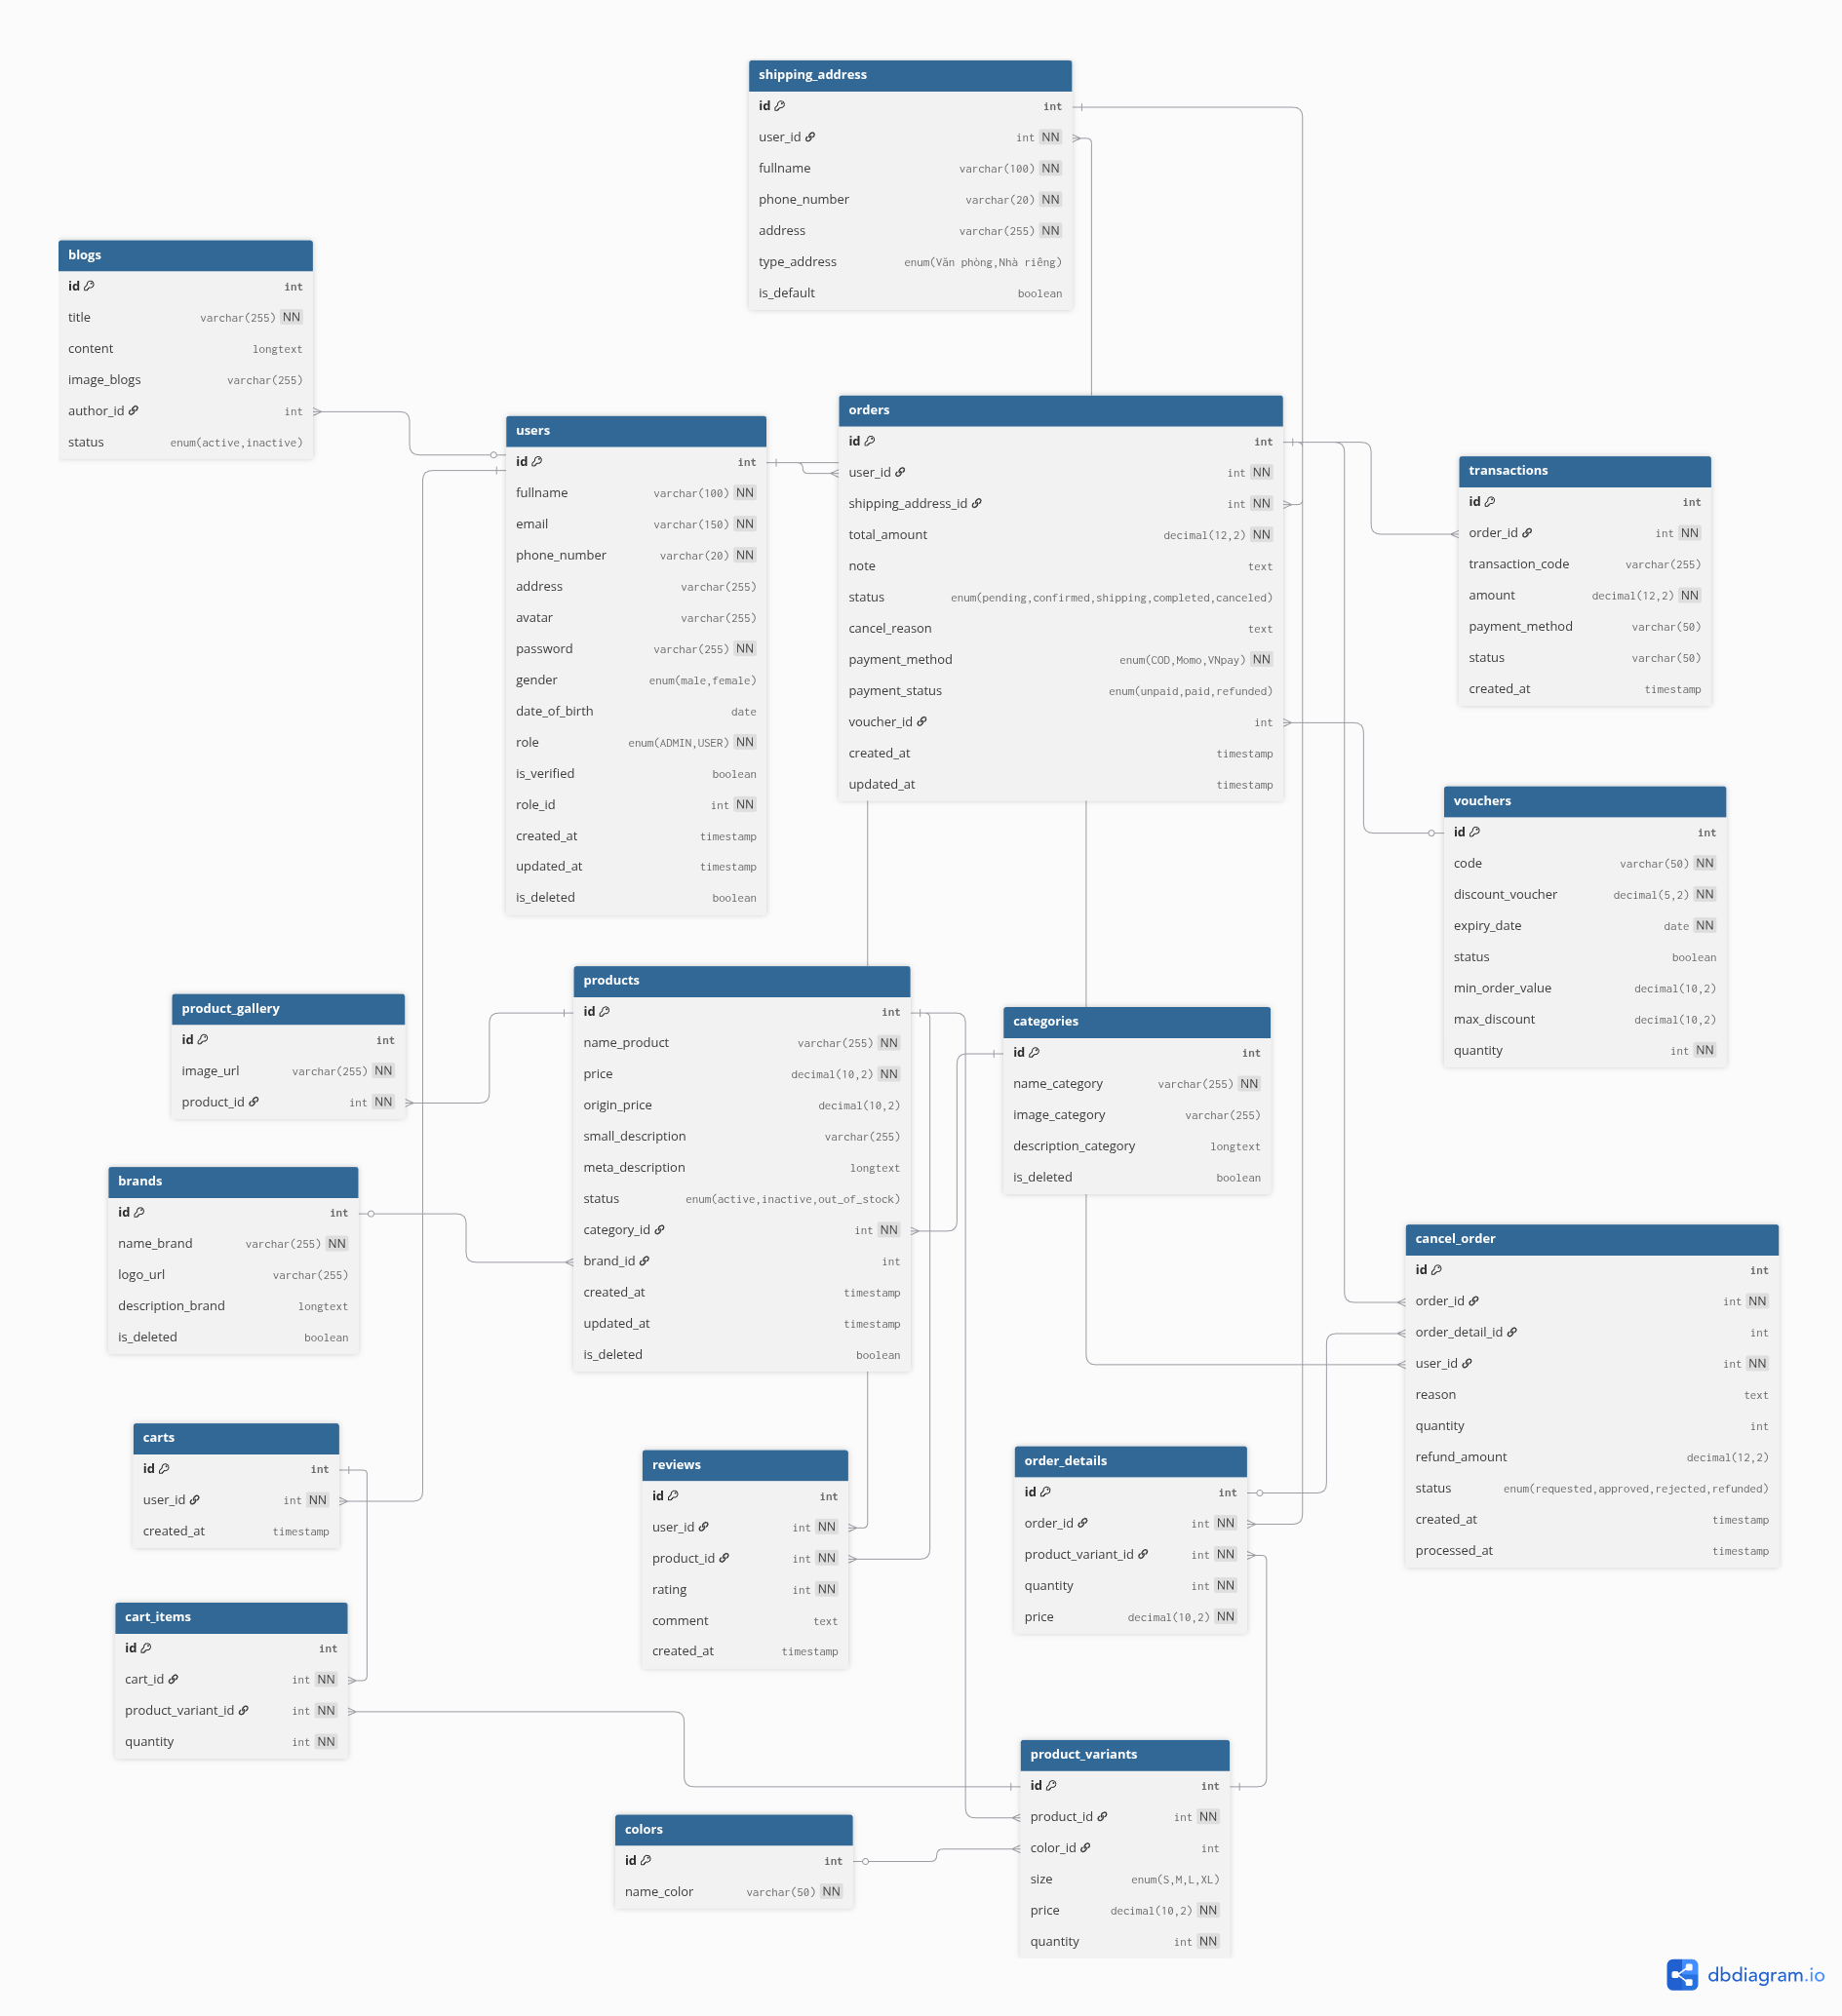 shipping_address
id int
user_id int NN
fullname varchar(100) NN
phone_number varchar(20) NN
address varchar(255) NN
type_address enum(Văn phòng,Nhà riêng)
is_default boolean
blogs
id int
title varchar(255) NN
content longtext
image_blogs varchar(255)
author_id int
status enum(active,inactive)
users
id int
fullname varchar(100) NN
email varchar(150) NN
phone_number varchar(20) NN
address varchar(255)
avatar varchar(255)
password varchar(255) NN
gender enum(male,female)
date_of_birth date
role enum(ADMIN,USER) NN
is_verified boolean
role_id int NN
created_at timestamp
updated_at timestamp
is_deleted boolean
orders
id int
user_id int NN
shipping_address_id int NN
total_amount decimal(12,2) NN
note text
status enum(pending,confirmed,shipping,completed,canceled)
cancel_reason text
payment_method enum(COD,Momo,VNpay) NN
payment_status enum(unpaid,paid,refunded)
voucher_id int
created_at timestamp
updated_at timestamp
transactions
id int
order_id int NN
transaction_code varchar(255)
amount decimal(12,2) NN
payment_method varchar(50)
status varchar(50)
created_at timestamp
vouchers
id int
code varchar(50) NN
discount_voucher decimal(5,2) NN
expiry_date date NN
status boolean
min_order_value decimal(10,2)
max_discount decimal(10,2)
quantity int NN
product_gallery
id int
image_url varchar(255) NN
product_id int NN
products
id int
name_product varchar(255) NN
price decimal(10,2) NN
origin_price decimal(10,2)
small_description varchar(255)
meta_description longtext
status enum(active,inactive,out_of_stock)
category_id int NN
brand_id int
created_at timestamp
updated_at timestamp
is_deleted boolean
categories
id int
name_category varchar(255) NN
image_category varchar(255)
description_category longtext
is_deleted boolean
brands
id int
name_brand varchar(255) NN
logo_url varchar(255)
description_brand longtext
is_deleted boolean
cancel_order
id int
order_id int NN
order_detail_id int
user_id int NN
reason text
quantity int
refund_amount decimal(12,2)
status enum(requested,approved,rejected,refunded)
created_at timestamp
processed_at timestamp
carts
id int
user_id int NN
created_at timestamp
reviews
id int
user_id int NN
product_id int NN
rating int NN
comment text
created_at timestamp
order_details
id int
order_id int NN
product_variant_id int NN
quantity int NN
price decimal(10,2) NN
cart_items
id int
cart_id int NN
product_variant_id int NN
quantity int NN
product_variants
id int
product_id int NN
color_id int
size enum(S,M,L,XL)
price decimal(10,2) NN
quantity int NN
colors
id int
name_color varchar(50) NN
dbdiagram.io